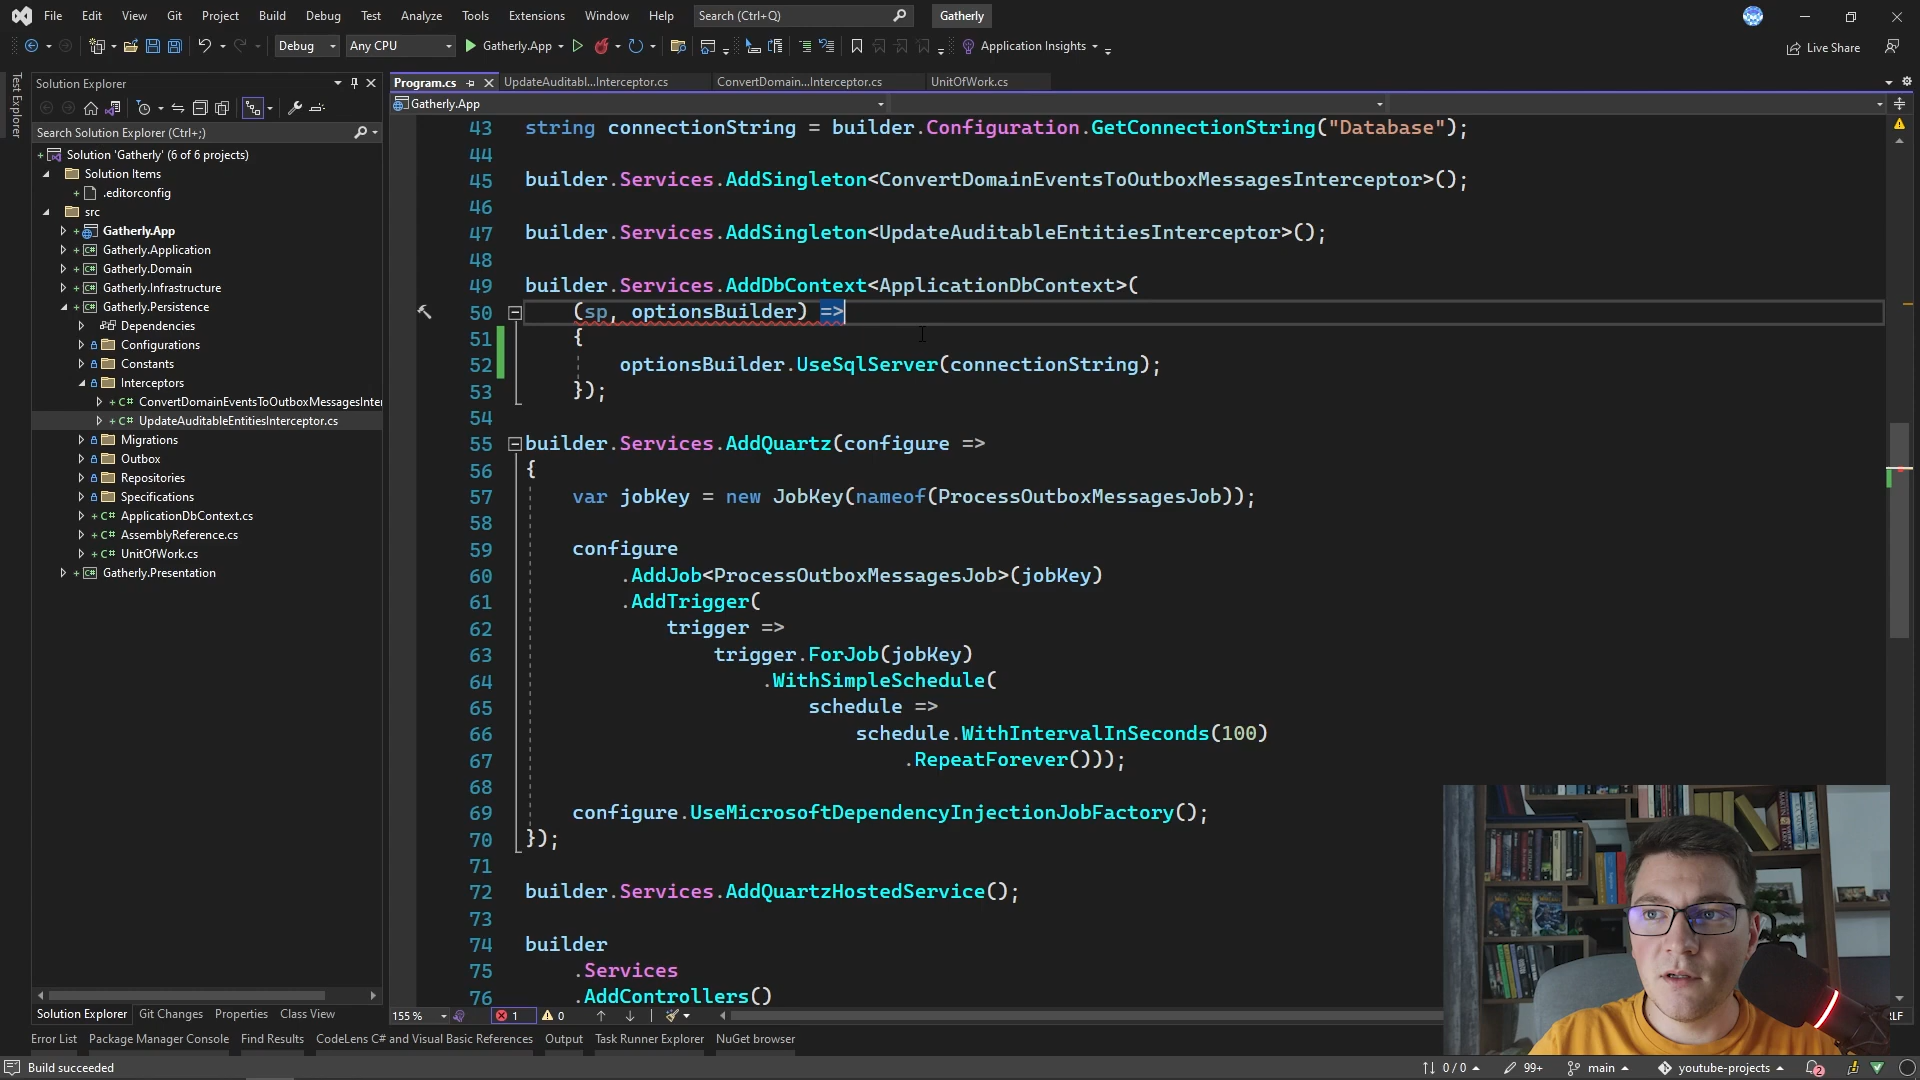 File Edit View Git Project Build Debug Test Analyze Tools Extensions Window Help Search (Ctrl+Q) Gatherly
Debug Any CPU Gatherly.App Application Insights Live Share
Test Explorer
Solution Explorer
Search Solution Explorer (Ctrl+;)
Solution 'Gatherly' (6 of 6 projects)
Solution Items
.editorconfig
src
Gatherly.App
Gatherly.Application
Gatherly.Domain
Gatherly.Infrastructure
Gatherly.Persistence
Dependencies
Configurations
Constants
Interceptors
C# ConvertDomainEventsToOutboxMessagesInter
C# UpdateAuditableEntitiesInterceptor.cs
Migrations
Outbox
Repositories
Specifications
C# ApplicationDbContext.cs
C# AssemblyReference.cs
C# UnitOfWork.cs
Gatherly.Presentation
Solution Explorer Git Changes Properties Class View
Program.cs UpdateAuditabl...Interceptor.cs ConvertDomain...Interceptor.cs UnitOfWork.cs
Gatherly.App
43 string connectionString = builder.Configuration.GetConnectionString("Database");
44
45 builder.Services.AddSingleton<ConvertDomainEventsToOutboxMessagesInterceptor>();
46
47 builder.Services.AddSingleton<UpdateAuditableEntitiesInterceptor>();
48
49 builder.Services.AddDbContext<ApplicationDbContext>(
50 (sp, optionsBuilder) =>
51 {
52 optionsBuilder.UseSqlServer(connectionString);
53 });
54
55 builder.Services.AddQuartz(configure =>
56 {
57 var jobKey = new JobKey(nameof(ProcessOutboxMessagesJob));
58
59 configure
60 .AddJob<ProcessOutboxMessagesJob>(jobKey)
61 .AddTrigger(
62 trigger =>
63 trigger.ForJob(jobKey)
64 .WithSimpleSchedule(
65 schedule =>
66 schedule.WithIntervalInSeconds(100)
67 .RepeatForever()));
68
69 configure.UseMicrosoftDependencyInjectionJobFactory();
70 });
71
72 builder.Services.AddQuartzHostedService();
73
74 builder
75 .Services
76 .AddControllers()
155 % 1 0
Error List Package Manager Console Find Results CodeLens C# and Visual Basic References Output Task Runner Explorer NuGet browser
Build succeeded 0 / 0 99+ main youtube-projects 2